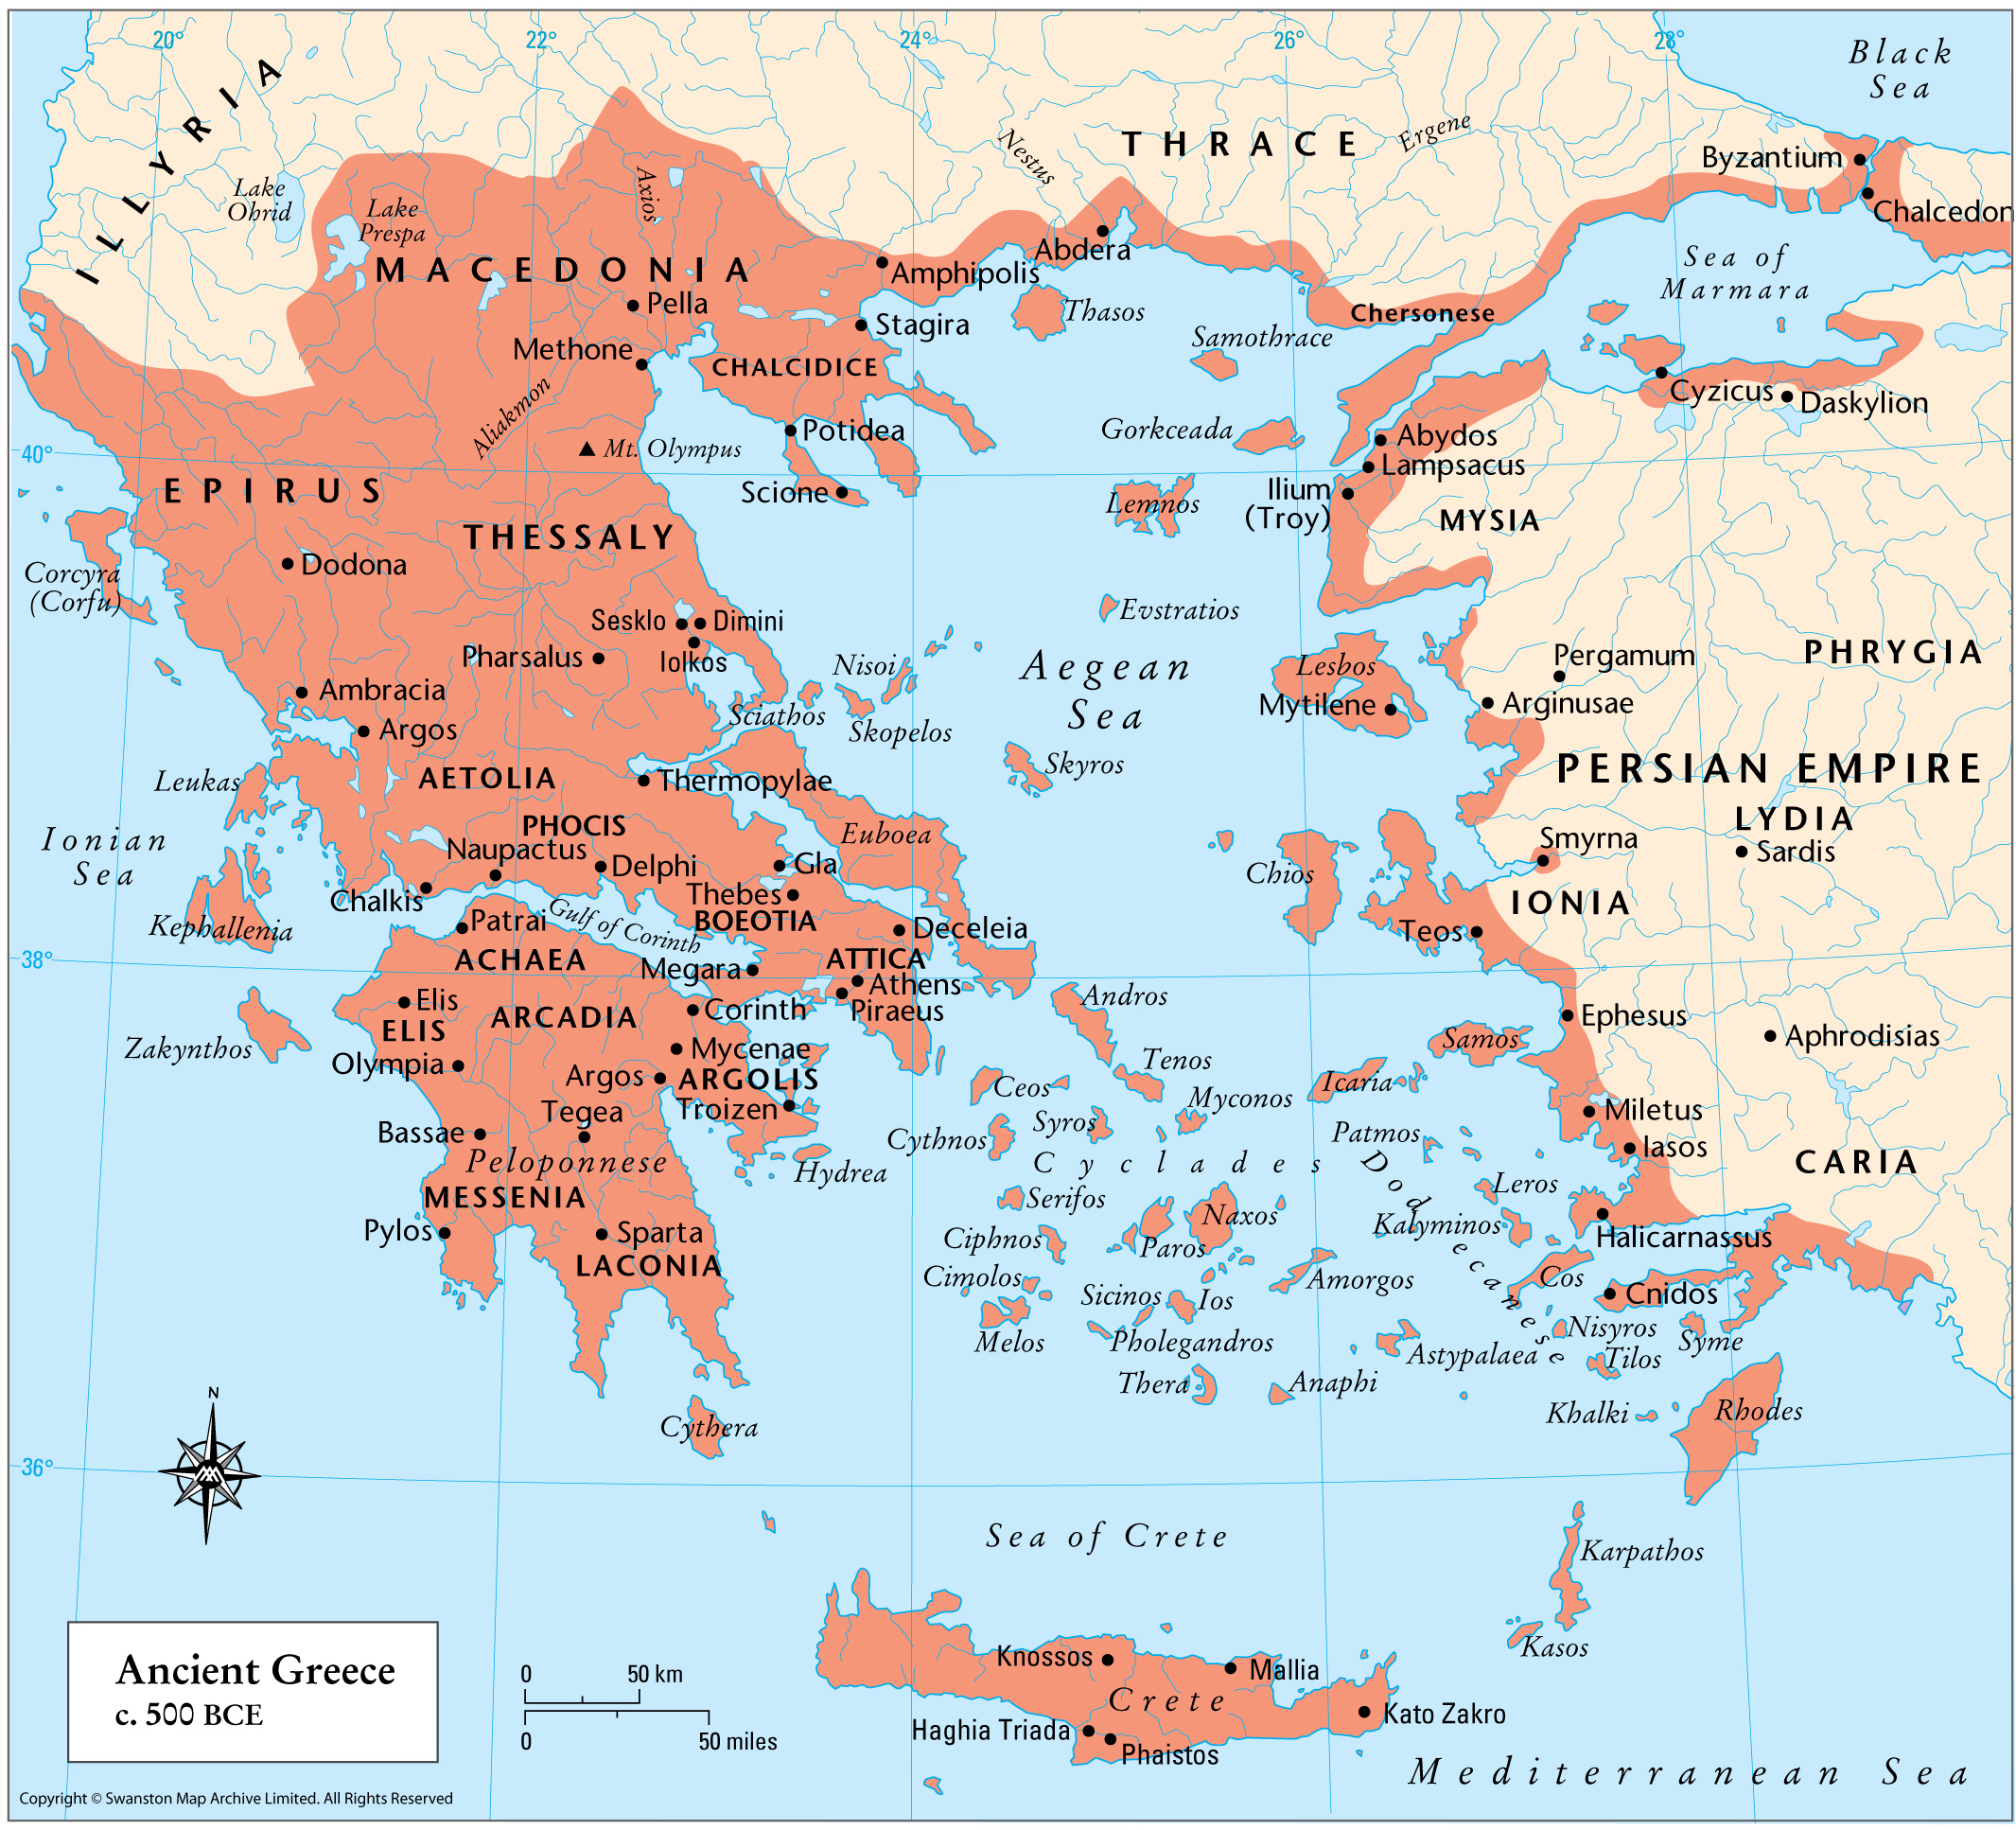 20°
22°
24°
26°
28°
Black
Sea
ILLYRIA
THRACE
Ergene
Nestus
Byzantium
Chalcedon
Lake
Ohrid
Lake
Prespa
Axios
MACEDONIA
Abdera
Amphipolis
Sea of
Marmara
Pella
Thasos
Chersonese
Stagira
Samothrace
Methone
CHALCIDICE
Cyzicus
Daskylion
Aliakmon
Potidea
Gorkceada
Abydos
Mt. Olympus
40°
Lampsacus
EPIRUS
Scione
Lemnos
Ilium
(Troy)
MYSIA
THESSALY
Dodona
Corcyra
(Corfu)
Evstratios
Sesklo
Dimini
Iolkos
Pharsalus
Nisoi
Aegean
Sea
Lesbos
Mytilene
Pergamum
PHRYGIA
Arginusae
Ambracia
Argos
Sciathos
Skopelos
Skyros
PERSIAN EMPIRE
Leukas
AETOLIA
Thermopylae
LYDIA
Sardis
Ionian
Sea
PHOCIS
Euboea
Smyrna
Naupactus
Delphi
Gla
Chios
Chalkis
Thebes
BOEOTIA
IONIA
Kephallenia
Patrai
Gulf of Corinth
Deceleia
Teos
38°
ACHAEA
Megara
ATTICA
Athens
Piraeus
Andros
Elis
ELIS
ARCADIA
Corinth
Ephesus
Zakynthos
Mycenae
Samos
Aphrodisias
Olympia
Argos
ARGOLIS
Tenos
Ceos
Icaria
Tegea
Troizen
Myconos
Miletus
Bassae
Syros
Cythnos
Patmos
Iasos
Peloponnese
Hydrea
Cyclades
Dodecanese
CARIA
MESSENIA
Serifos
Leros
Naxos
Kalyminos
Pylos
Sparta
Ciphnos
Paros
Halicarnassus
LACONIA
Cimolos
Amorgos
Cos
Sicinos
Ios
Cnidos
Melos
Pholegandros
Nisyros
Syme
Astypalaea
Tilos
Thera
Anaphi
N
Khalki
Rhodes
Cythera
36°
Sea of Crete
Karpathos
Kasos
Knossos
Mallia
Crete
Kato Zakro
Haghia Triada
Phaistos
Mediterranean Sea
Ancient Greece
c. 500 BCE
0 50 km
0 50 miles
Copyright © Swanston Map Archive Limited. All Rights Reserved